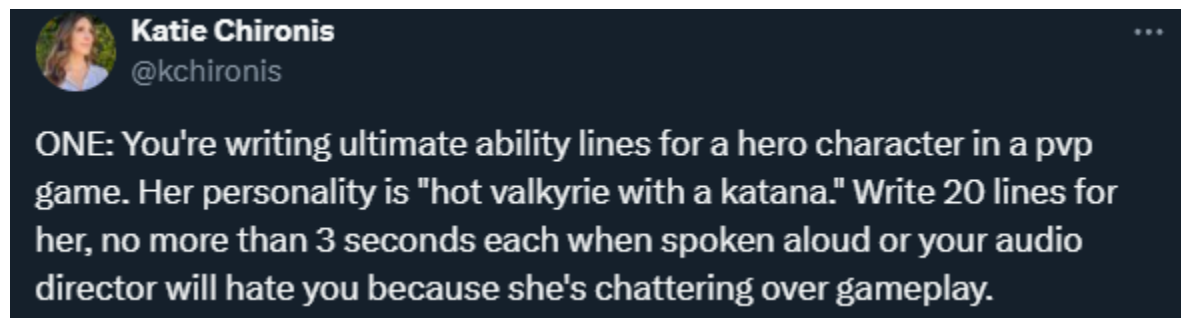 Katie Chironis
@kchironis
ONE: You're writing ultimate ability lines for a hero character in a pvp
game. Her personality is "hot valkyrie with a katana." Write 20 lines for
her, no more than 3 seconds each when spoken aloud or your audio
director will hate you because she's chattering over gameplay.